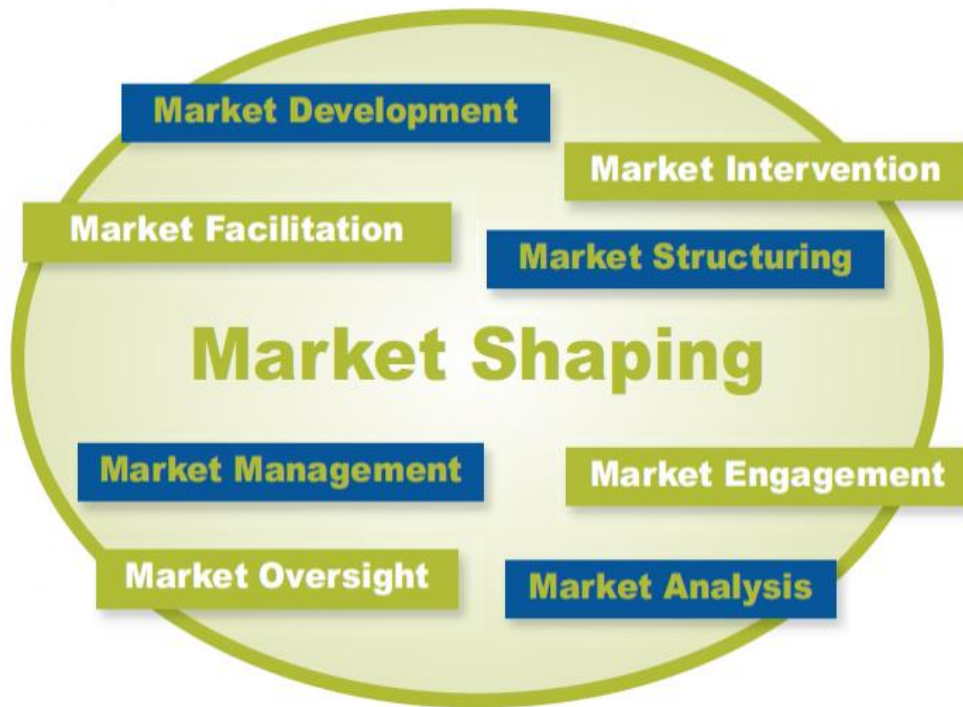 Market Development
Market Intervention
Market Facilitation
Market Structuring
Market Shaping
Market Management
Market Engagement
Market Oversight
Market Analysis